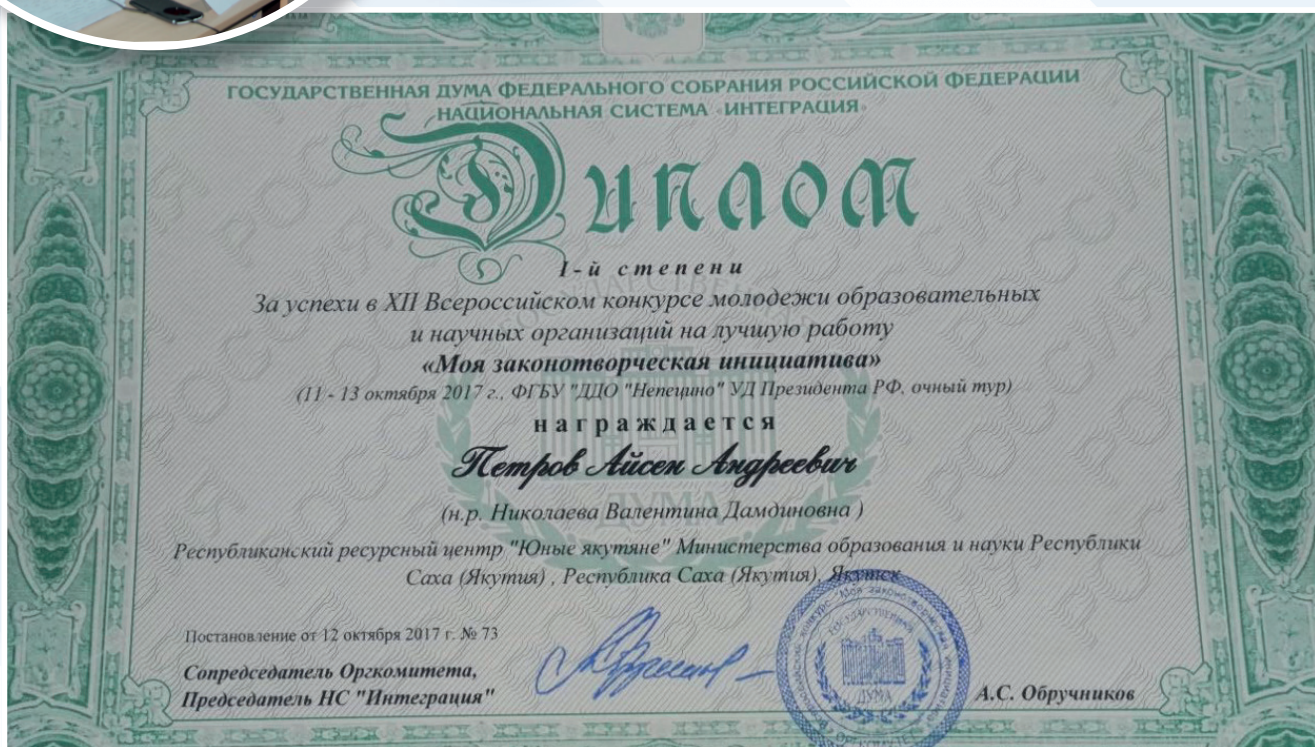 ГОСУДАРСТВЕННАЯ ДУМА ФЕДЕРАЛЬНОГО СОБРАНИЯ РОССИЙСКОЙ ФЕДЕРАЦИИ
НАЦИОНАЛЬНАЯ СИСТЕМА «ИНТЕГРАЦИЯ»
Диплом
I-й степени
За успехи в XII Всероссийском конкурсе молодежи образовательных
и научных организаций на лучшую работу
«Моя законотворческая инициатива»
(11 - 13 октября 2017 г., ФГБУ "ДДО "Непецино" УД Президента РФ, очный тур)
награждается
Петров Айсен Андреевич
(н.р. Николаева Валентина Дамдиновна )
Республиканский ресурсный центр "Юные якутяне" Министерства образования и науки Республики
Саха (Якутия) , Республика Саха (Якутия), Якутск
Постановление от 12 октября 2017 г. № 73
Сопредседатель Оргкомитета,
Председатель НС "Интеграция"
А.С. Обручников
ГОСУДАРСТВЕННАЯ
ДУМА